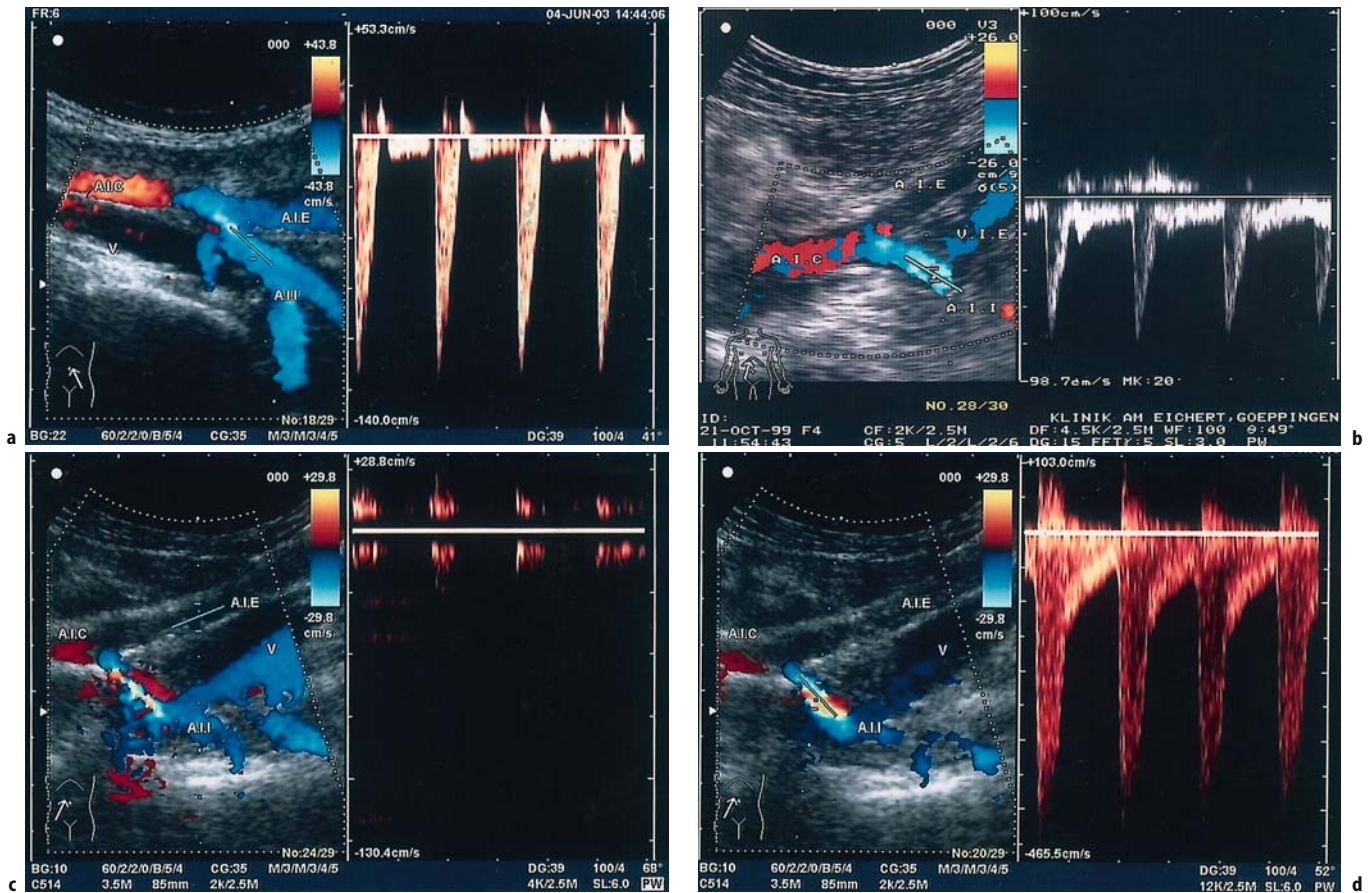 FR:6 04-JUN-03 14:44:06
000 +43.8
+53.3cm/s
A.I.C
A.I.E
-43.8
cm/s
V
A.I.I
No:18/29
-140.0cm/s
a
BG:22 60/2/2/0/B/5/4 CG:35 M/3/M/3/4/5 DG:39 100/4 41°
000 V3
+100cm/s
+26.0
-26.0
cm/s
6(5)
A.I.E
V.I.E
A.I.C
A.I.I
-98.7cm/s MK:20
NO.28/30
ID: KLINIK AM EICHERT,GOEPPINGEN
21-OCT-99 F4 CF:2K/2.5M DF:4.5K/2.5M WF:100 θ:49°
11:54:43 CG:5 L/2/L/2/6 DG:15 FFTY:5 SL:3.0 PW
b
000 +29.8
+28.8cm/s
A.I.E
-29.8
cm/s
A.I.C
V
A.I.I
No:24/29
-130.4cm/s
BG:10 60/2/2/0/B/5/4 CG:35 M/3/M/3/4/5 DG:39 100/4 68°
c
C514 3.5M 85mm 2k/2.5M 4K/2.5M SL:6.0 PW
000 +29.8
+103.0cm/s
A.I.E
-29.8
cm/s
A.I.C
V
A.I.I
No:20/29
-465.5cm/s
BG:10 60/2/2/0/B/5/4 CG:35 M/3/M/3/4/5 DG:39 100/4 52°
d
C514 3.5M 85mm 2k/2.5M 12K/2.5M SL:6.0 PW